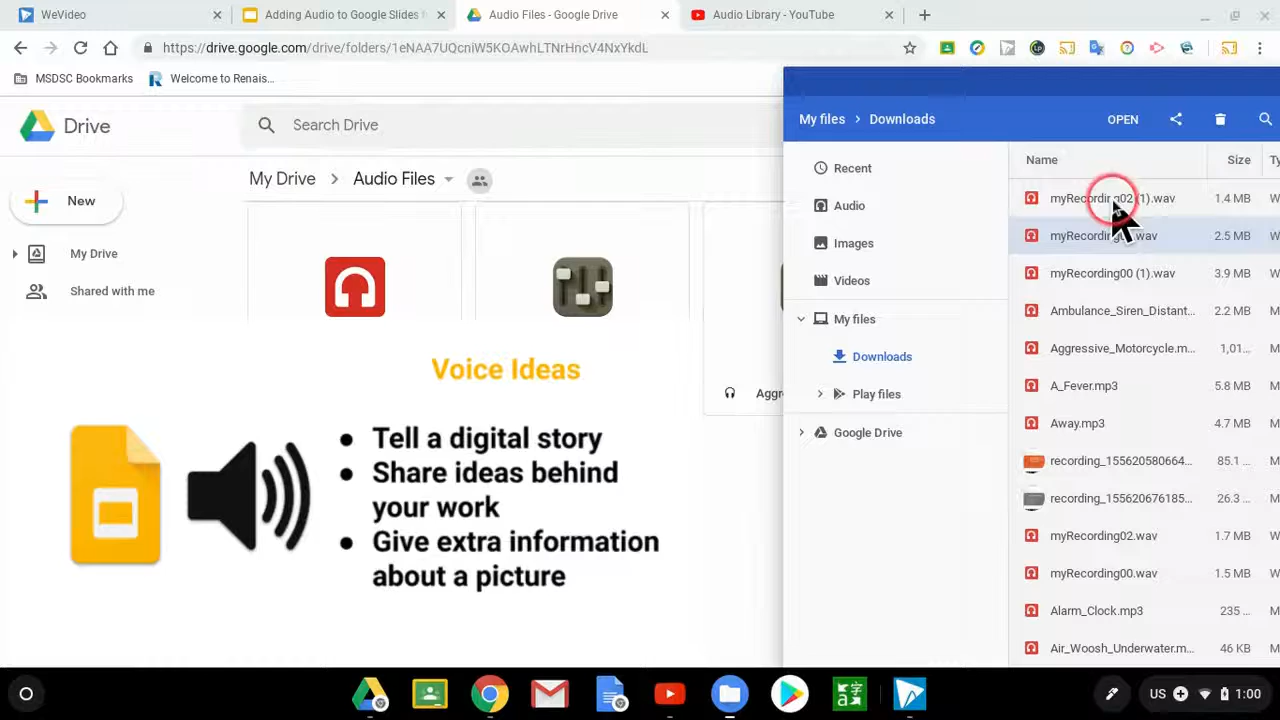 WeVideo
Adding Audio to Google Slides f
Audio Files - Google Drive
Audio Library - YouTube
https://drive.google.com/drive/folders/1eNAA7UQcniW5KOAwhLTNrHncV4NxYkdL
MSDSC Bookmarks
Welcome to Renais...
Drive
Search Drive
My Drive > Audio Files
New
My Drive
Shared with me
Aggre
Voice Ideas
● Tell a digital story
● Share ideas behind
your work
● Give extra information
about a picture
My files > Downloads
OPEN
Recent
Audio
Images
Videos
My files
Downloads
Play files
Google Drive
Name Size Ty
myRecording02 (1).wav 1.4 MB W
2.5 MB W
myRecording00 (1).wav 3.9 MB W
Ambulance_Siren_Distant... 2.2 MB M
Aggressive_Motorcycle.m... 1,01... M
A_Fever.mp3 5.8 MB M
Away.mp3 4.7 MB M
recording_155620580664... 85.1 ... M
recording_155620676185... 26.3 ... M
myRecording02.wav 1.7 MB W
myRecording00.wav 1.5 MB W
Alarm_Clock.mp3 235 ... M
Air_Woosh_Underwater.m... 46 KB M
US 1:00